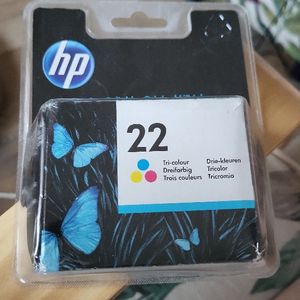 hp
22
Tri-colour
Dreifarbig
Trois couleurs
Drie-kleuren
Tricolor
Tricromia